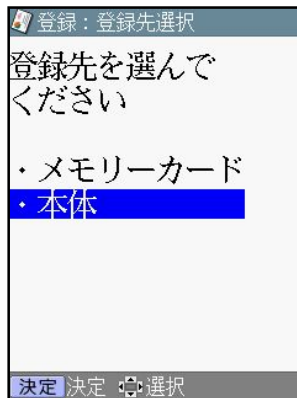 登録：登録先選択
登録先を選んで
ください
・メモリーカード
・本体
決定 決定 選択